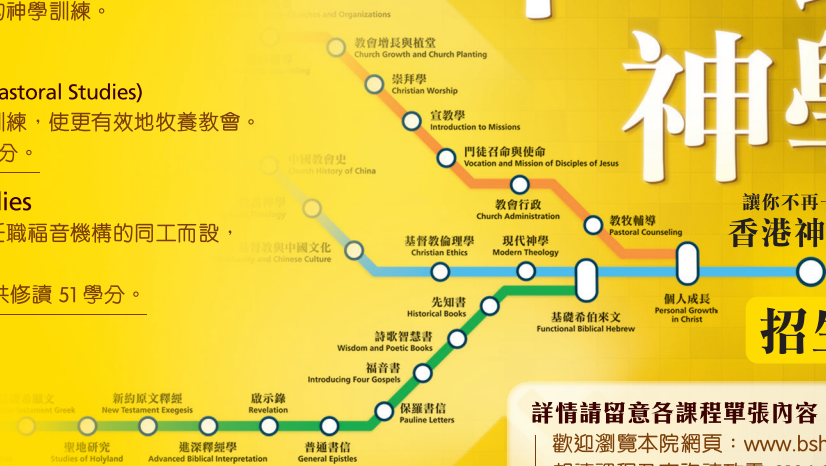 的神學訓練。
and Organizations
教會增長與植堂
Church Growth and Church Planting
崇拜學
Christian Worship
宣教學
Introduction to Missions
門徒召命與使命
Vocation and Mission of Disciples of Jesus
教會行政
Church Administration
教牧輔導
Pastoral Counseling
astoral Studies)
訓練，使更有效地牧養教會。
分。
dies
職福音機構的同工而設，
共修讀 51 學分。
中國教會史
Church History of China
基督教與中國文化
Christianity and Chinese Culture
基督教倫理學
Christian Ethics
現代神學
Modern Theology
基礎希伯來文
Functional Biblical Hebrew
個人成長
Personal Growth
in Christ
先知書
Historical Books
詩歌智慧書
Wisdom and Poetic Books
福音書
Introducing Four Gospels
保羅書信
Pauline Letters
普通書信
General Epistles
啟示錄
Revelation
進深釋經學
Advanced Biblical Interpretation
新約原文釋經
New Testament Exegesis
聖地研究
Studies of Holyland
Greek
神學
讓你不再一
香港神
招生
詳情請留意各課程單張內容
歡迎瀏覽本院網頁：www.bsh